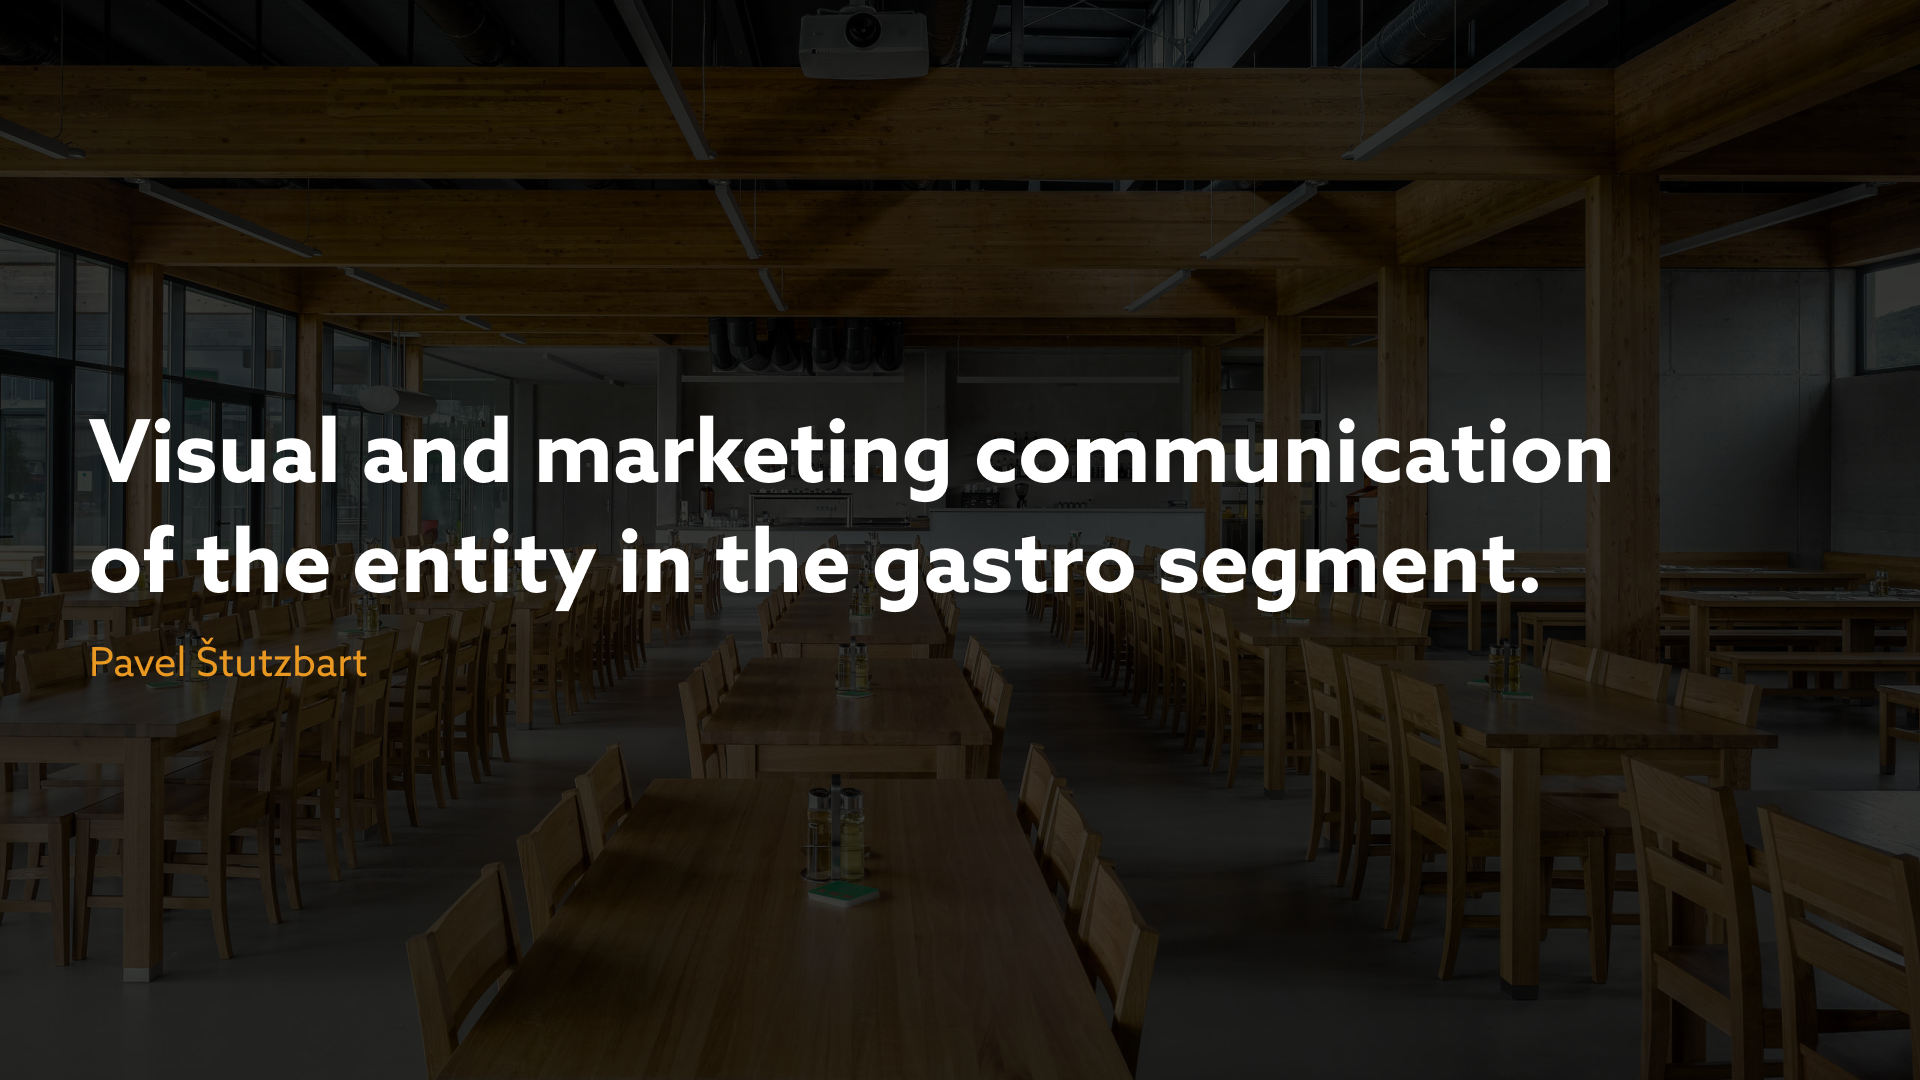 Visual and marketing communication
of the entity in the gastro segment.
Pavel Štutzbart